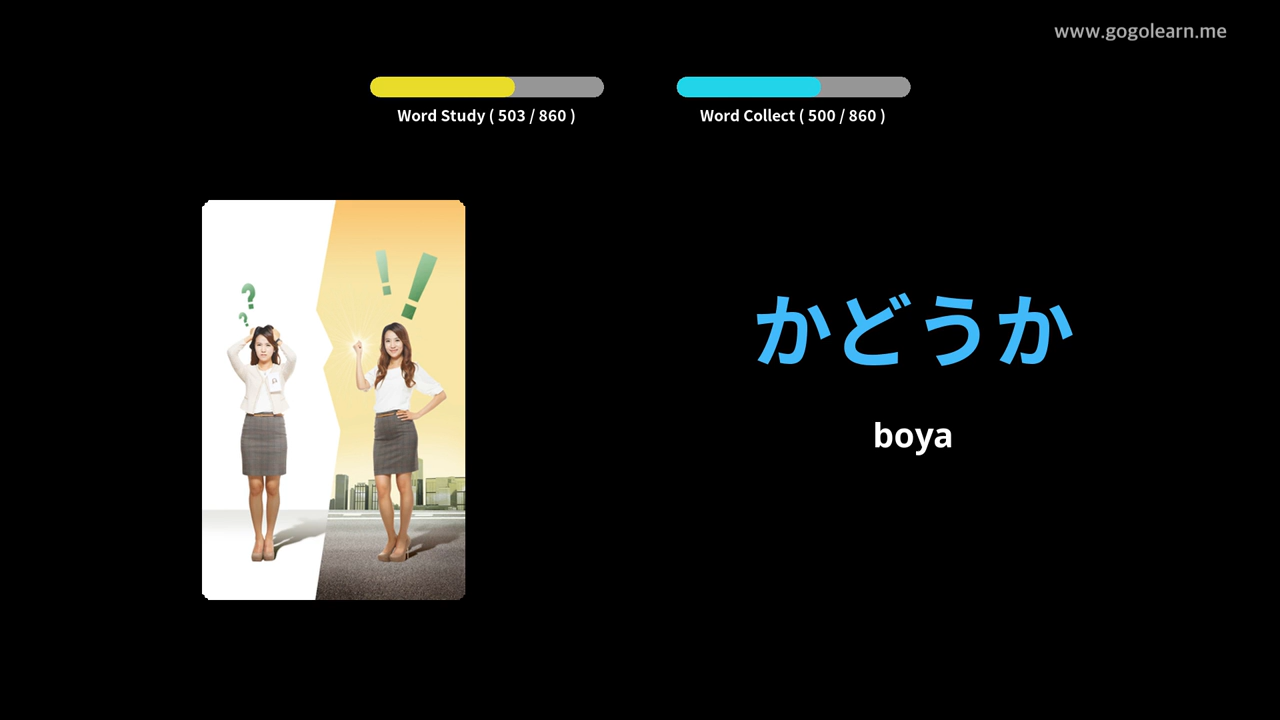 www.gogolearn.me
Word Study ( 503 / 860 )
Word Collect ( 500 / 860 )
? ?
! !
かどうか
boya